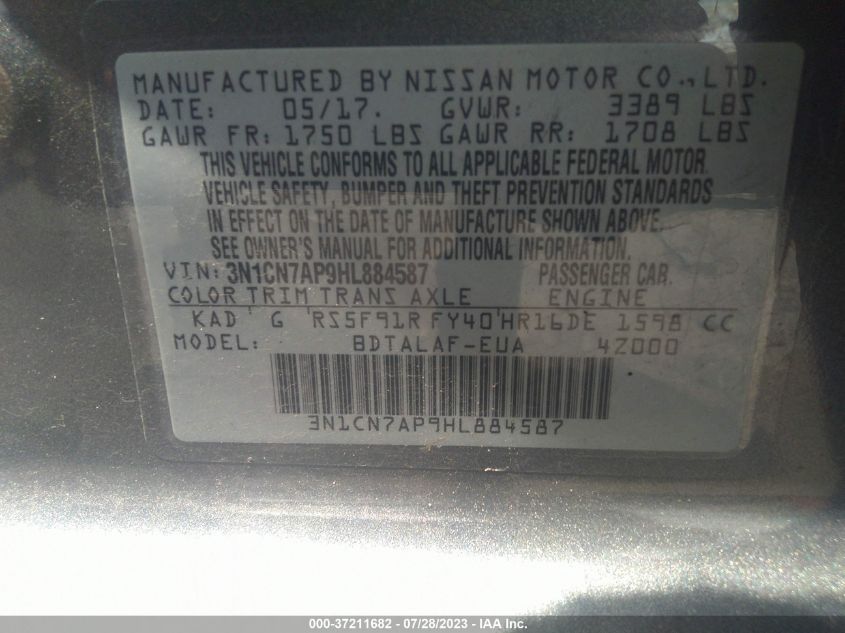 MANUFACTURED BY NISSAN MOTOR CO., LTD.
DATE: 05/17. GVWR: 3389 LBS
GAWR FR: 1750 LBS GAWR RR: 1708 LBS
THIS VEHICLE CONFORMS TO ALL APPLICABLE FEDERAL MOTOR
VEHICLE SAFETY, BUMPER AND THEFT PREVENTION STANDARDS
IN EFFECT ON THE DATE OF MANUFACTURE SHOWN ABOVE.
SEE OWNER'S MANUAL FOR ADDITIONAL INFORMATION.
VIN: 3N1CN7AP9HL884587 PASSENGER CAR
COLOR TRIM TRANS AXLE ENGINE
KAD G RS5F91R FY40 HR16DE 1598 CC
MODEL: BDTALAF-EUA 4Z000
3N1CN7AP9HL884587
000-37211682 / 07/28/2023 - IAA Inc.